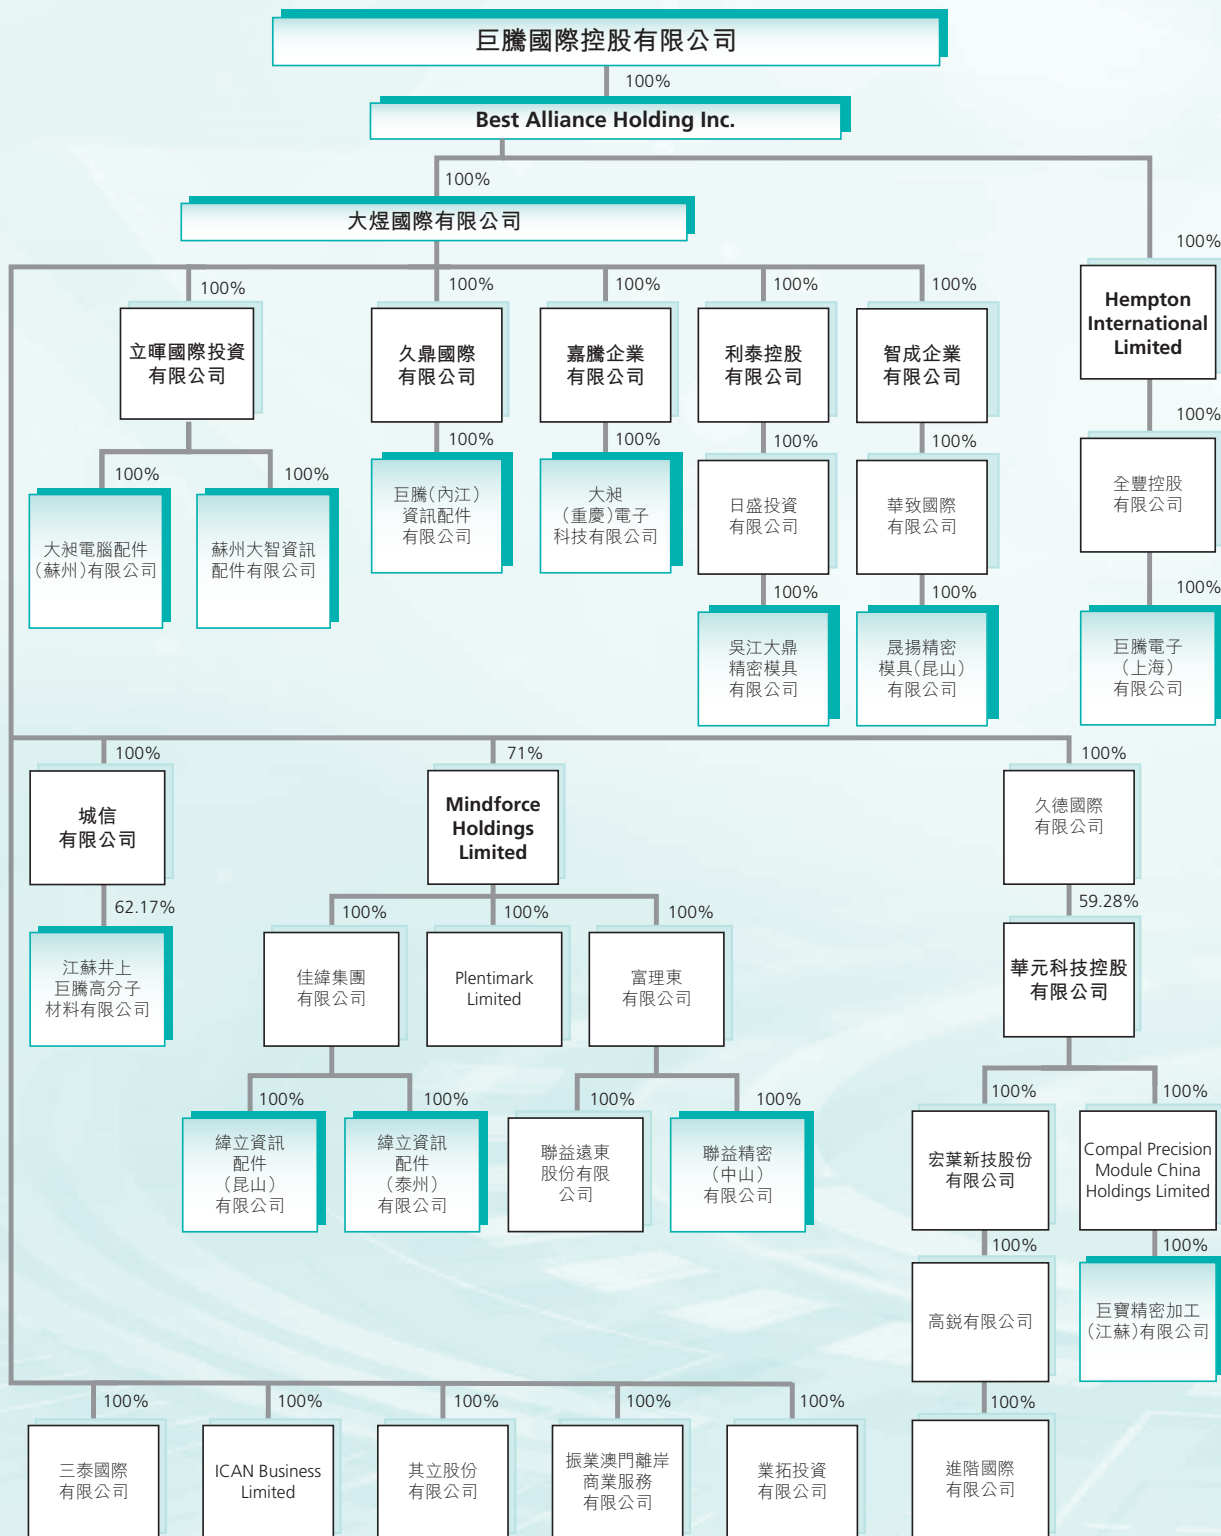 巨騰國際控股有限公司
100%
Best Alliance Holding Inc.
100%
大煜國際有限公司
100%
100%
100%
100%
100%
100%
立暉國際投資
有限公司
久鼎國際
有限公司
嘉騰企業
有限公司
利泰控股
有限公司
智成企業
有限公司
Hempton
International
Limited
100%
100%
100%
100%
100%
100%
100%
大昶電腦配件
(蘇州)有限公司
蘇州大智資訊
配件有限公司
巨騰(內江)
資訊配件
有限公司
大昶
(重慶)電子
科技有限公司
日盛投資
有限公司
華致國際
有限公司
全豐控股
有限公司
100%
100%
100%
吳江大鼎
精密模具
有限公司
晟揚精密
模具(昆山)
有限公司
巨騰電子
(上海)
有限公司
100%
71%
100%
城信
有限公司
Mindforce
Holdings
Limited
久德國際
有限公司
62.17%
100%
100%
100%
59.28%
江蘇井上
巨騰高分子
材料有限公司
佳緯集團
有限公司
Plentimark
Limited
富理東
有限公司
華元科技控股
有限公司
100%
100%
100%
100%
100%
100%
緯立資訊
配件
(昆山)
有限公司
緯立資訊
配件
(泰州)
有限公司
聯益遠東
股份有限
公司
聯益精密
(中山)
有限公司
宏葉新技股份
有限公司
Compal Precision
Module China
Holdings Limited
100%
100%
高鋭有限公司
巨寶精密加工
(江蘇)有限公司
100%
100%
100%
100%
100%
100%
三泰國際
有限公司
ICAN Business
Limited
其立股份
有限公司
振業澳門離岸
商業服務
有限公司
業拓投資
有限公司
進階國際
有限公司